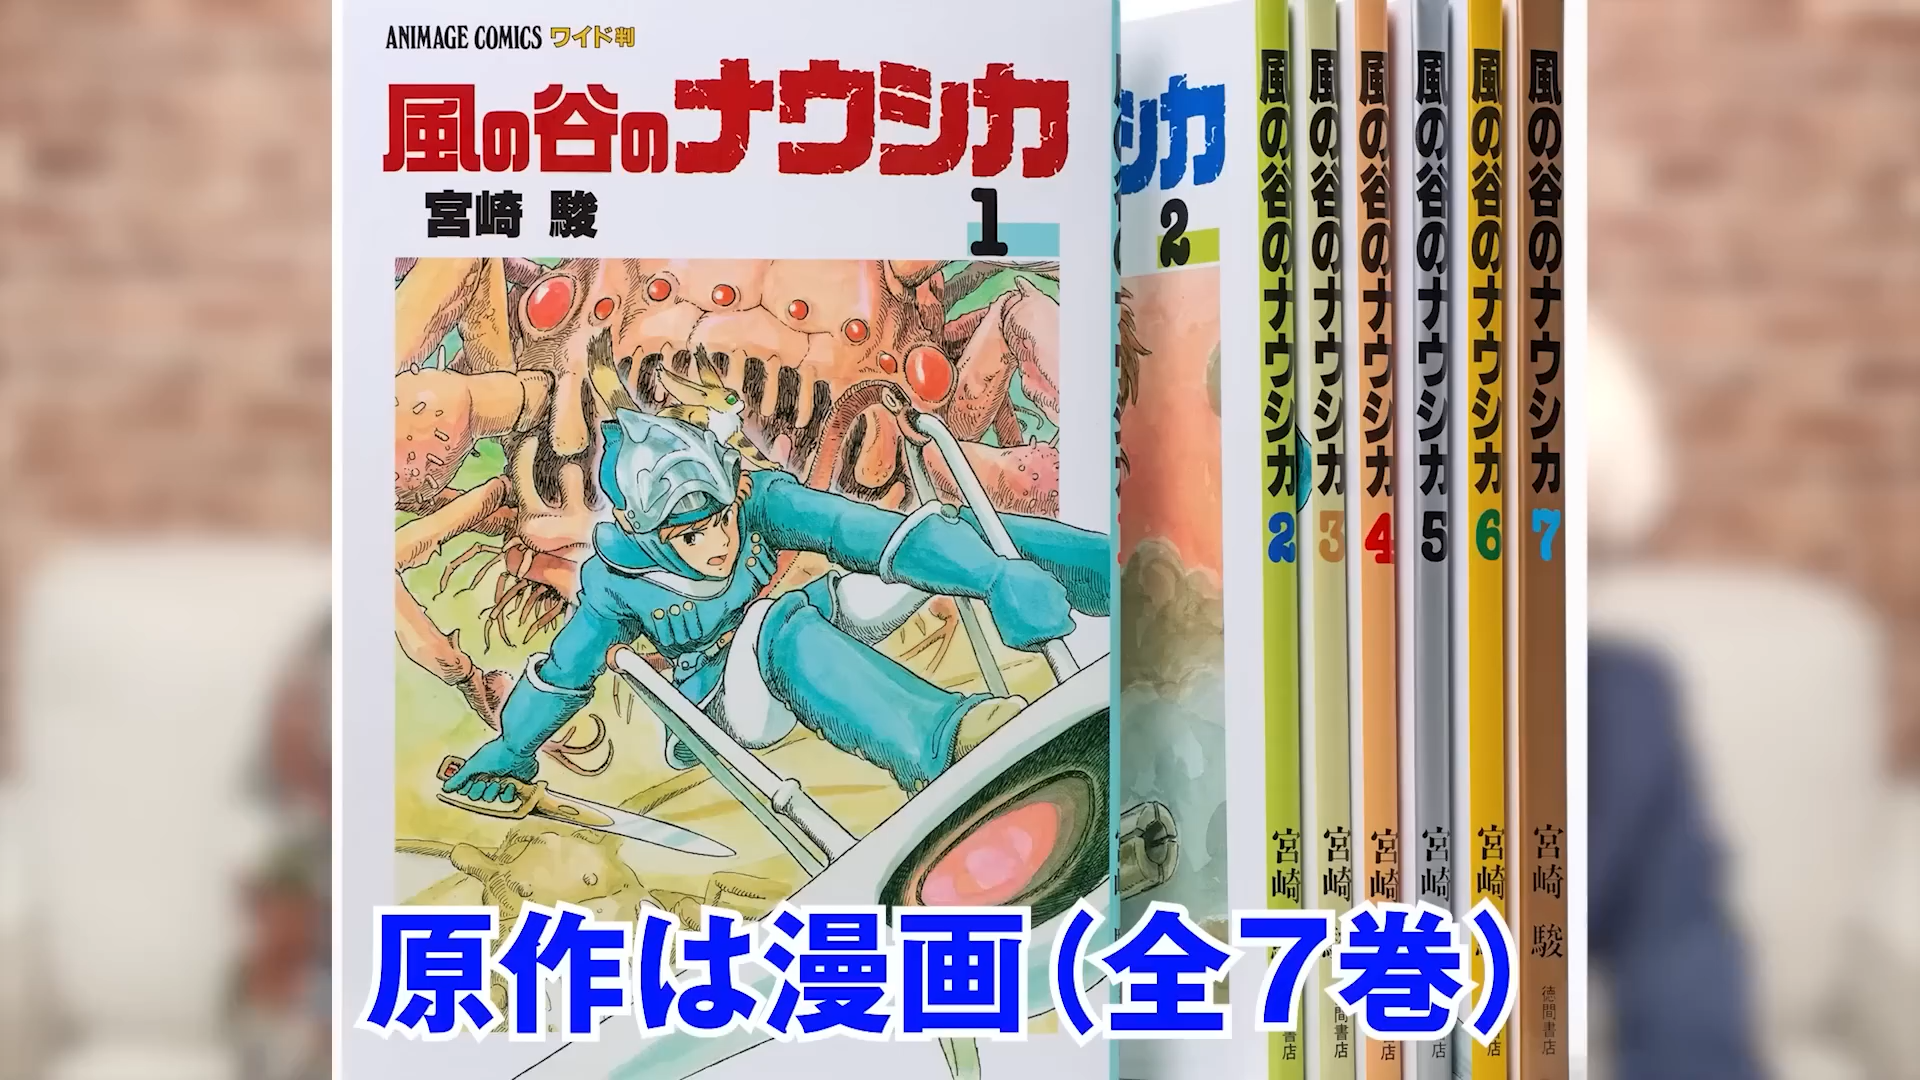 ANIMAGE COMICS ワイド判
風の谷のナウシカ
宮崎 駿
1
シカ
2
風の谷のナウシカ 2 宮崎
風の谷のナウシカ 3 宮崎
風の谷のナウシカ 4 宮崎
風の谷のナウシカ 5 宮崎
風の谷のナウシカ 6 宮崎
風の谷のナウシカ 7 宮崎 駿 徳間書店
原作は漫画（全7巻）